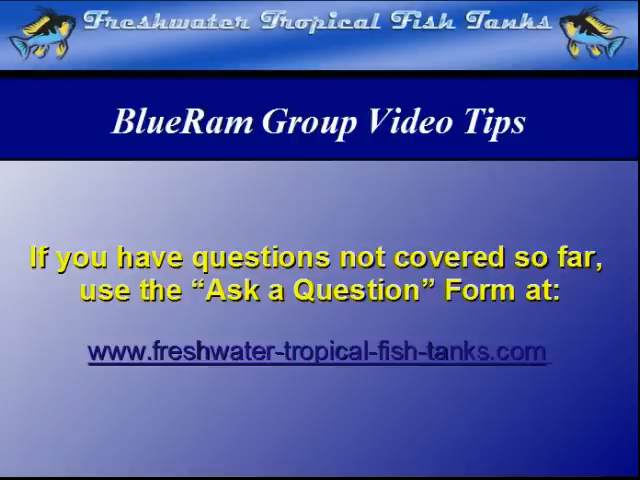 Freshwater Tropical Fish Tanks
BlueRam Group Video Tips
If you have questions not covered so far,
use the “Ask a Question” Form at:
www.freshwater-tropical-fish-tanks.com